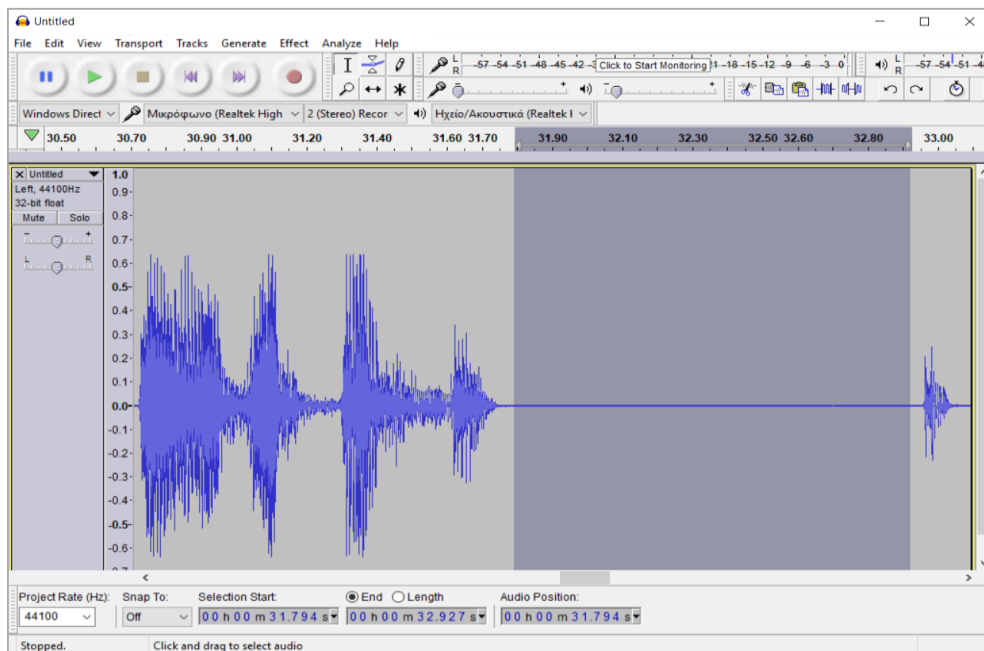 Untitled
File Edit View Transport Tracks Generate Effect Analyze Help
L
R
-57 -54 -51 -48 -45 -42 -3 Click to Start Monitoring 1 -18 -15 -12 -9 -6 -3 0
L
R
-57 -54 -51 -4
- +
- +
Windows Direct Μικρόφωνο (Realtek High 2 (Stereo) Recor Ηχείο/Ακουστικά (Realtek
30.50 30.70 30.90 31.00 31.20 31.40 31.60 31.70 31.90 32.10 32.30 32.50 32.60 32.80 33.00
X Untitled
Left, 44100Hz
32-bit float
Mute Solo
- +
L R
1.0
0.9-
0.8-
0.7-
0.6-
0.5-
0.4-
0.3-
0.2-
0.1-
0.0-
-0.1-
-0.2-
-0.3-
-0.4-
-0.5-
-0.6-
Project Rate (Hz): Snap To: Selection Start: End Length Audio Position:
44100 Off 00 h 00 m 31.794 s 00 h 00 m 32.927 s 00 h 00 m 31.794 s
Stopped. Click and drag to select audio